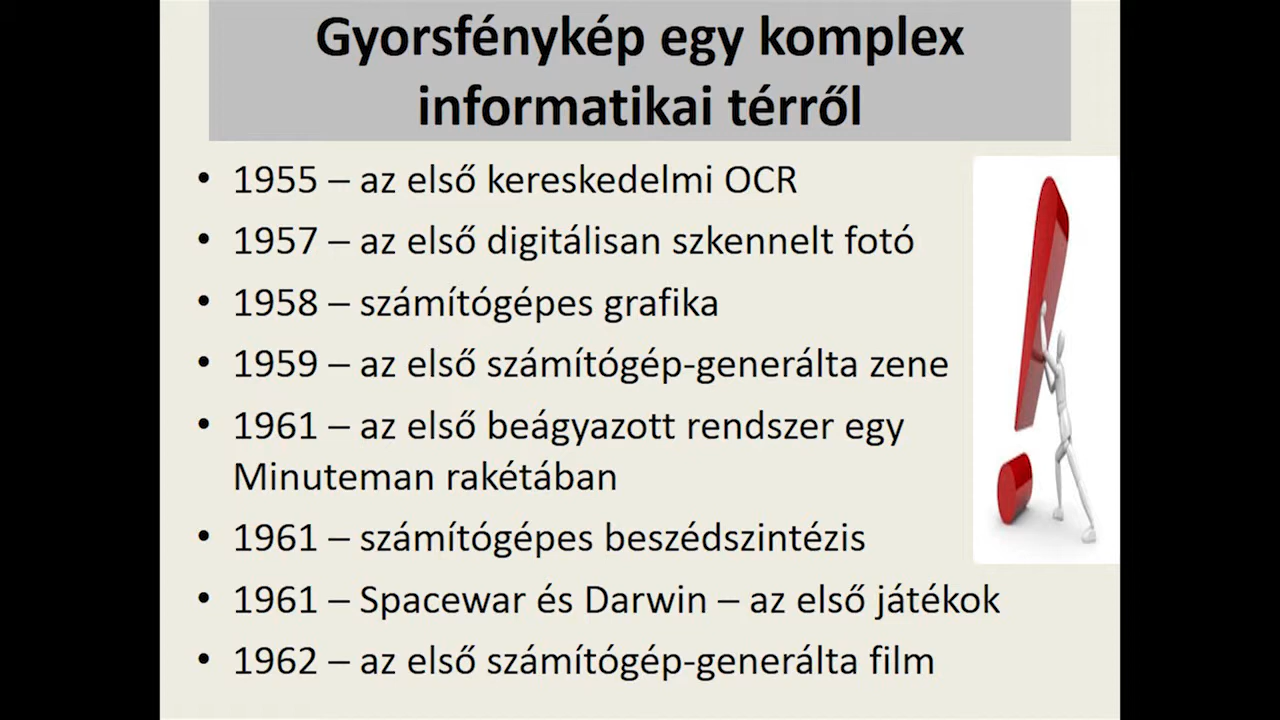 Gyorsfénykép egy komplex
informatikai térről
• 1955 – az első kereskedelmi OCR
• 1957 – az első digitálisan szkennelt fotó
• 1958 – számítógépes grafika
• 1959 – az első számítógép-generálta zene
• 1961 – az első beágyazott rendszer egy
Minuteman rakétában
• 1961 – számítógépes beszédszintézis
• 1961 – Spacewar és Darwin – az első játékok
• 1962 – az első számítógép-generálta film